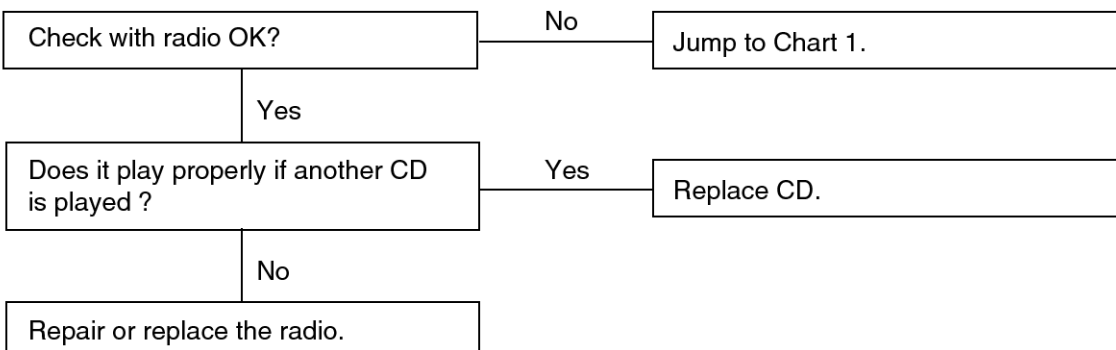 Check with radio OK?
No
Jump to Chart 1.
Yes
Does it play properly if another CD
is played ?
Yes
Replace CD.
No
Repair or replace the radio.